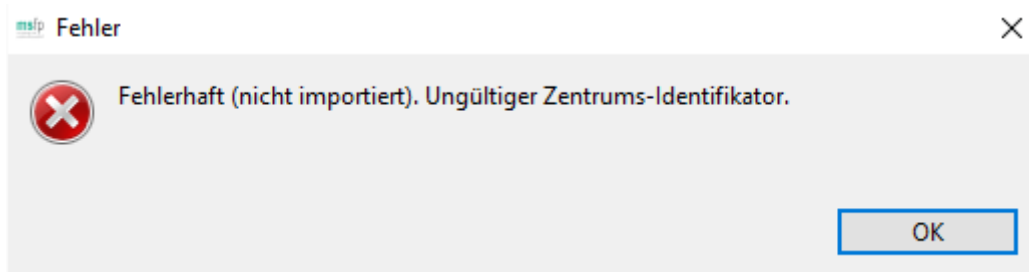 msfp Fehler
Fehlerhaft (nicht importiert). Ungültiger Zentrums-Identifikator.
OK